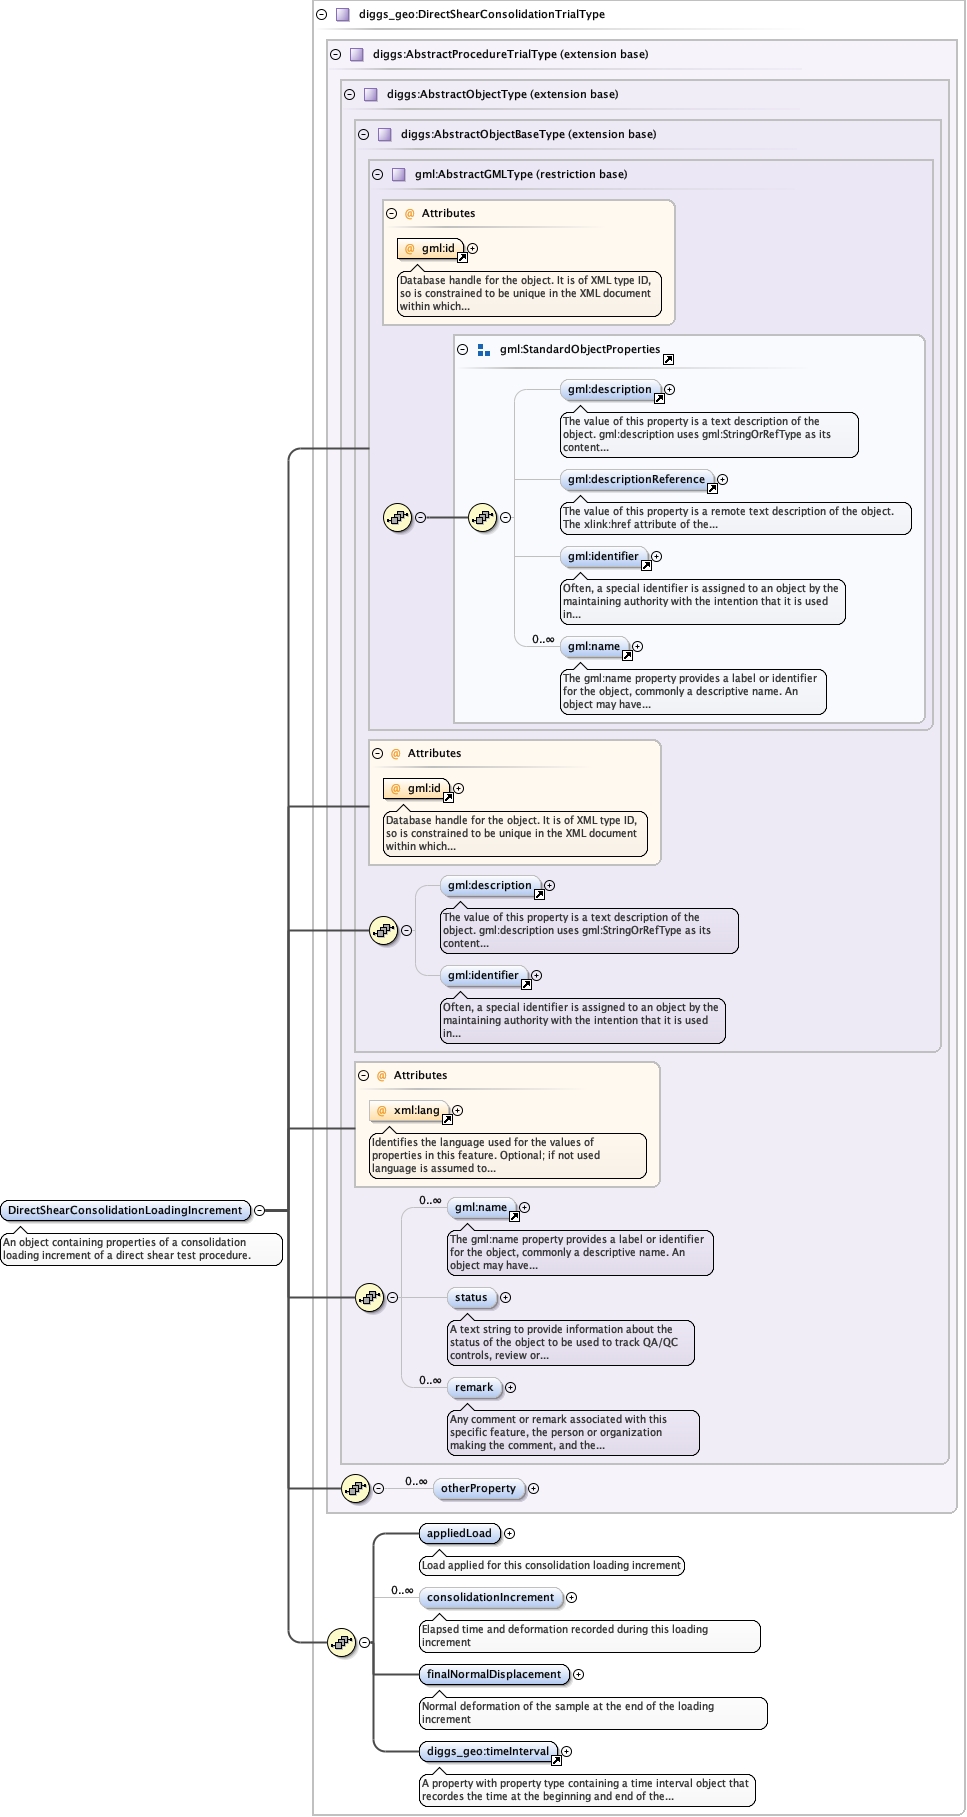 diggs_geo:DirectShearConsolidationTrialType
diggs:AbstractProcedureTrialType (extension base)
diggs:AbstractObjectType (extension base)
diggs:AbstractObjectBaseType (extension base)
gml:AbstractGMLType (restriction base)
@ Attributes
@ gml:id
Database handle for the object. It is of XML type ID,
so is constrained to be unique in the XML document
within which...
gml:StandardObjectProperties
gml:description
The value of this property is a text description of the
object. gml:description uses gml:StringOrRefType as its
content...
gml:descriptionReference
The value of this property is a remote text description of the object.
The xlink:href attribute of the...
gml:identifier
Often, a special identifier is assigned to an object by the
maintaining authority with the intention that it is used
in...
0..∞
gml:name
The gml:name property provides a label or identifier
for the object, commonly a descriptive name. An
object may have...
@ Attributes
@ gml:id
Database handle for the object. It is of XML type ID,
so is constrained to be unique in the XML document
within which...
gml:description
The value of this property is a text description of the
object. gml:description uses gml:StringOrRefType as its
content...
gml:identifier
Often, a special identifier is assigned to an object by the
maintaining authority with the intention that it is used
in...
@ Attributes
@ xml:lang
Identifies the language used for the values of
properties in this feature. Optional; if not used
language is assumed to...
DirectShearConsolidationLoadingIncrement
An object containing properties of a consolidation
loading increment of a direct shear test procedure.
0..∞
gml:name
The gml:name property provides a label or identifier
for the object, commonly a descriptive name. An
object may have...
status
A text string to provide information about the
status of the object to be used to track QA/QC
controls, review or...
0..∞
remark
Any comment or remark associated with this
specific feature, the person or organization
making the comment, and the...
0..∞
otherProperty
appliedLoad
Load applied for this consolidation loading increment
0..∞
consolidationIncrement
Elapsed time and deformation recorded during this loading
increment
finalNormalDisplacement
Normal deformation of the sample at the end of the loading
increment
diggs_geo:timeInterval
A property with property type containing a time interval object that
recordes the time at the beginning and end of the...